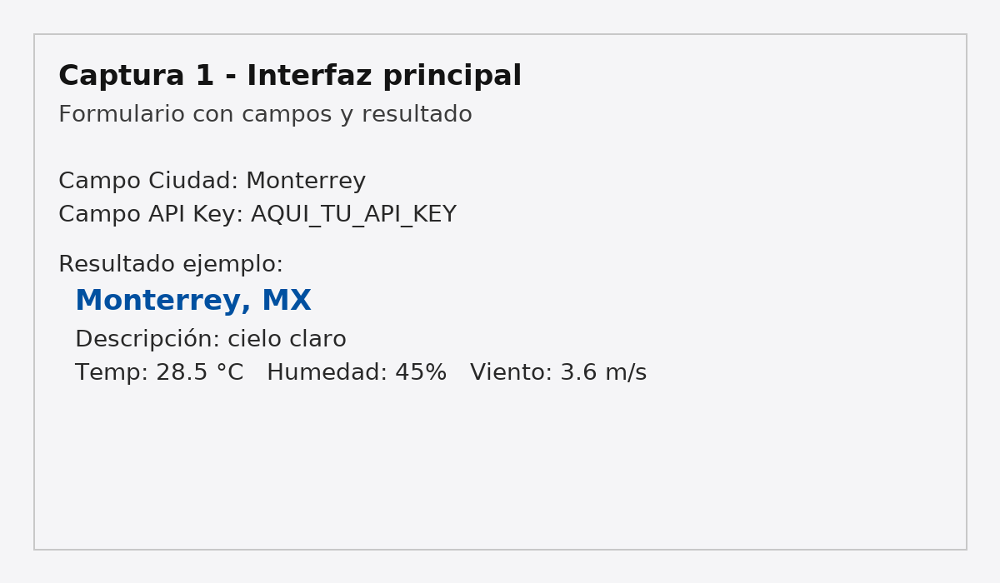 Captura 1 - Interfaz principal
Formulario con campos y resultado
Campo Ciudad: Monterrey
Campo API Key: AQUI_TU_API_KEY
Resultado ejemplo:
Monterrey, MX
Descripción: cielo claro
Temp: 28.5 °C   Humedad: 45%   Viento: 3.6 m/s